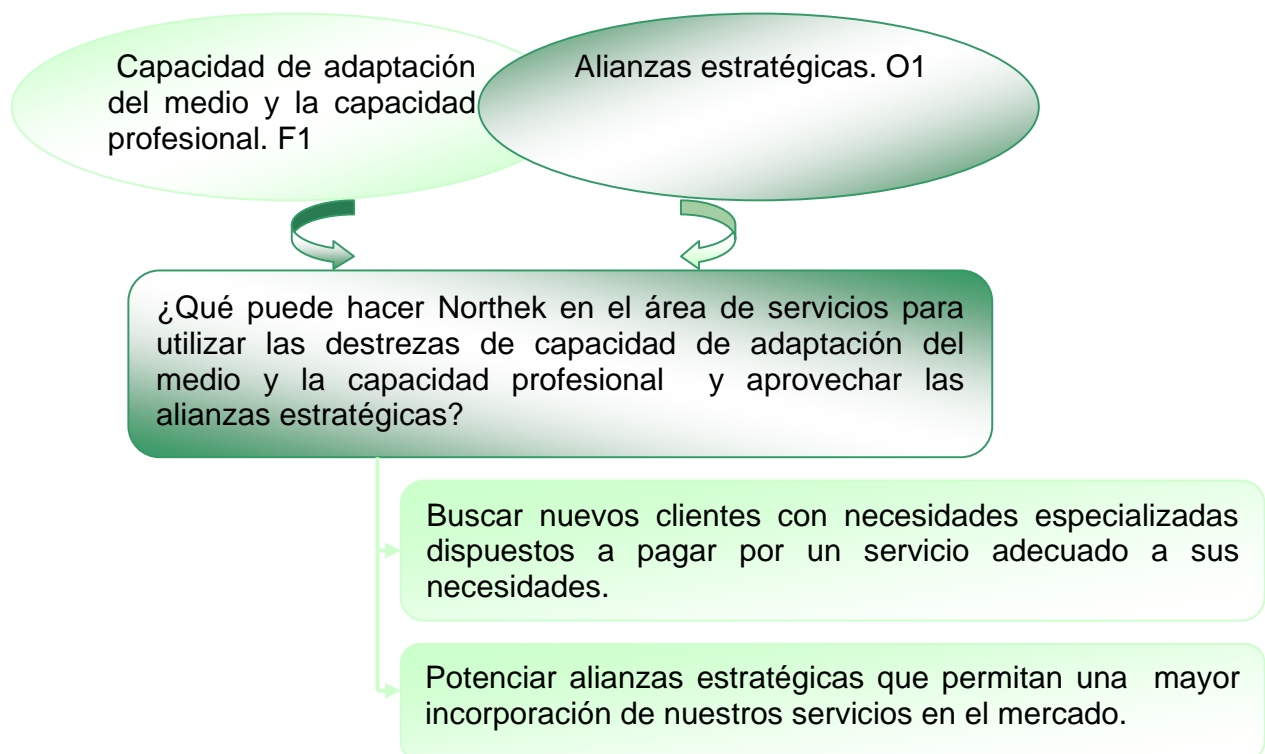 Capacidad de adaptación
del medio y la capacidad
profesional. F1
Alianzas estratégicas. O1
¿Qué puede hacer Northek en el área de servicios para
utilizar las destrezas de capacidad de adaptación del
medio y la capacidad profesional y aprovechar las
alianzas estratégicas?
Buscar nuevos clientes con necesidades especializadas
dispuestos a pagar por un servicio adecuado a sus
necesidades.
Potenciar alianzas estratégicas que permitan una mayor
incorporación de nuestros servicios en el mercado.